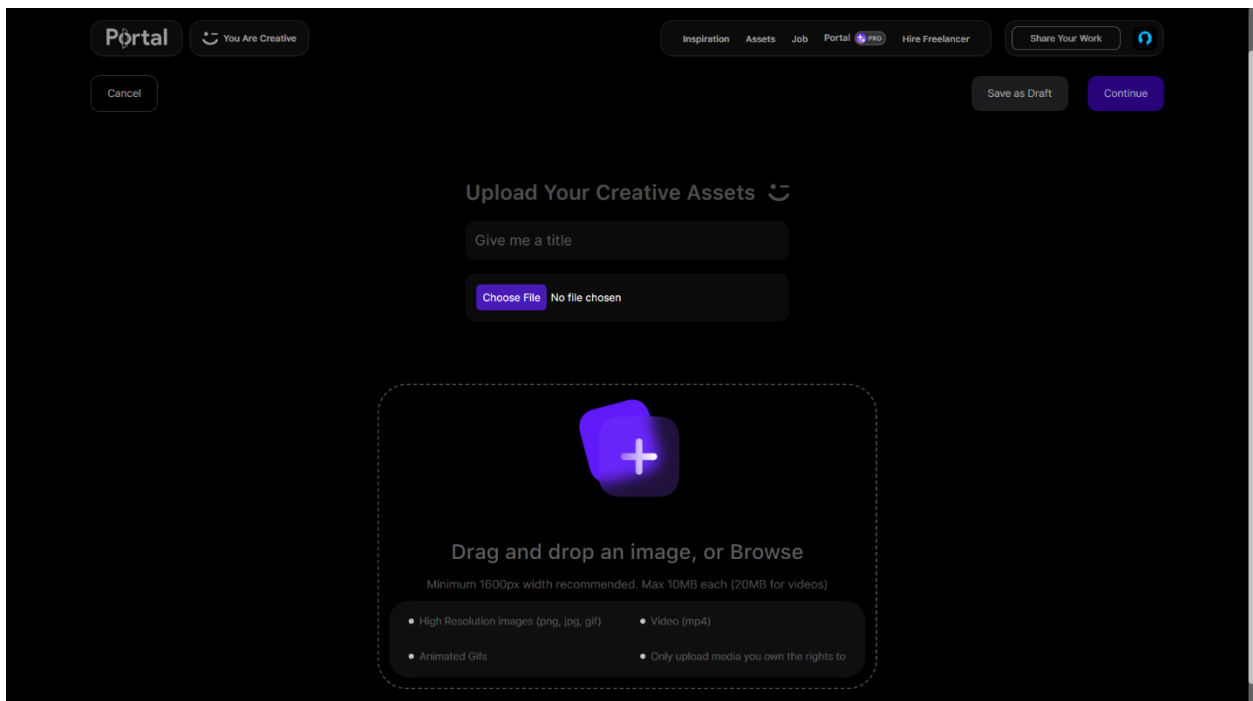 Portal
You Are Creative
Inspiration Assets Job Portal PRO Hire Freelancer
Share Your Work
Cancel
Save as Draft
Continue
Upload Your Creative Assets
Give me a title
Choose File No file chosen
Drag and drop an image, or Browse
Minimum 1600px width recommended. Max 10MB each (20MB for videos)
High Resolution images (png, jpg, gif)
Video (mp4)
Animated Gifs
Only upload media you own the rights to